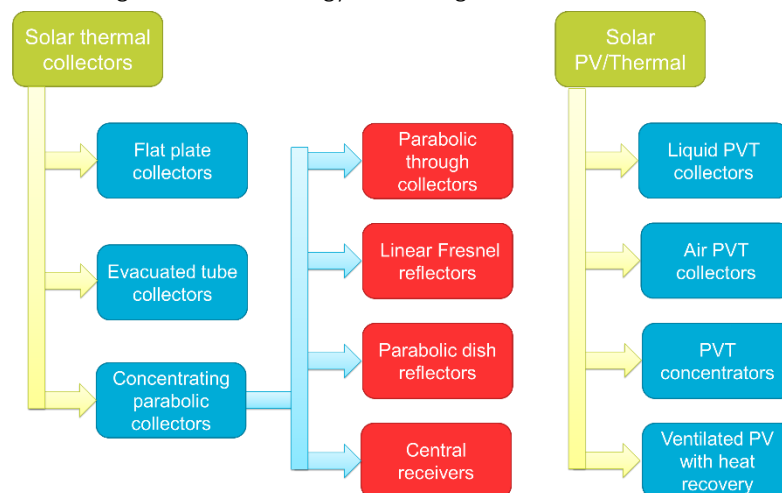 Solar thermal
collectors
Flat plate
collectors
Evacuated tube
collectors
Concentrating
parabolic
collectors
Parabolic
through
collectors
Linear Fresnel
reflectors
Parabolic dish
reflectors
Central
receivers
Solar
PV/Thermal
Liquid PVT
collectors
Air PVT
collectors
PVT
concentrators
Ventilated PV
with heat
recovery